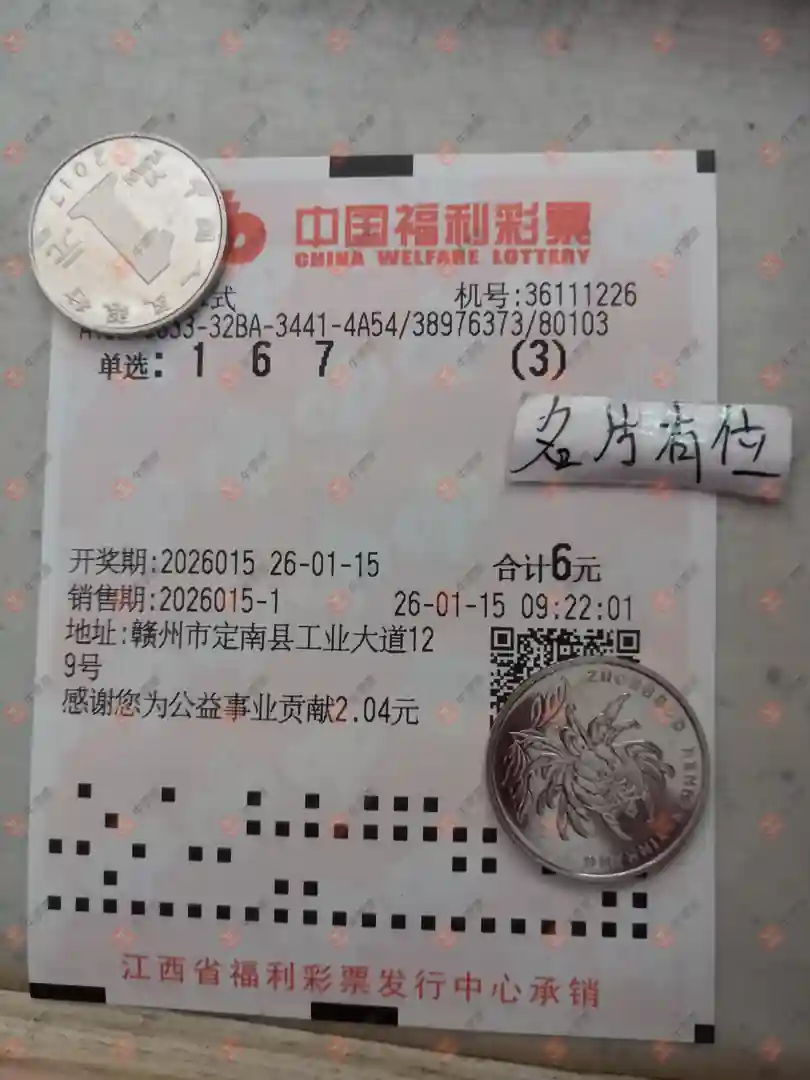 中国福利彩票
CHINA WELFARE LOTTERY
式 机号:36111226
-32BA-3441-4A54/38976373/80103
单选: 1 6 7 (3)
名片有位
开奖期:2026015 26-01-15 合计6元
销售期:2026015-1 26-01-15 09:22:01
地址:赣州市定南县工业大道12
9号
感谢您为公益事业贡献2.04元
江西省福利彩票发行中心承销